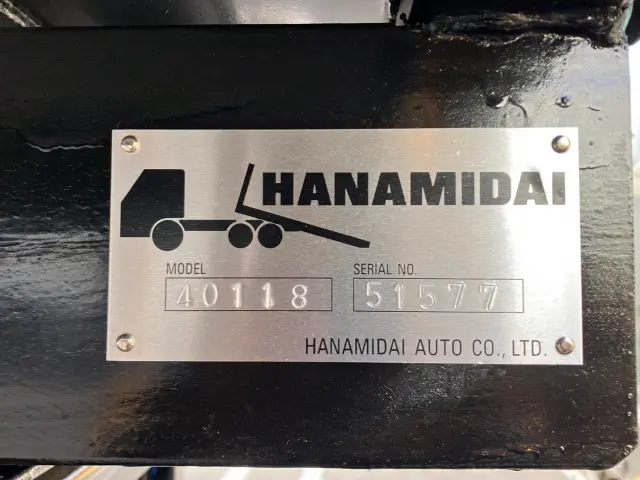 HANAMIDAI
MODEL SERIAL NO.
40118 51577
HANAMIDAI AUTO CO., LTD.